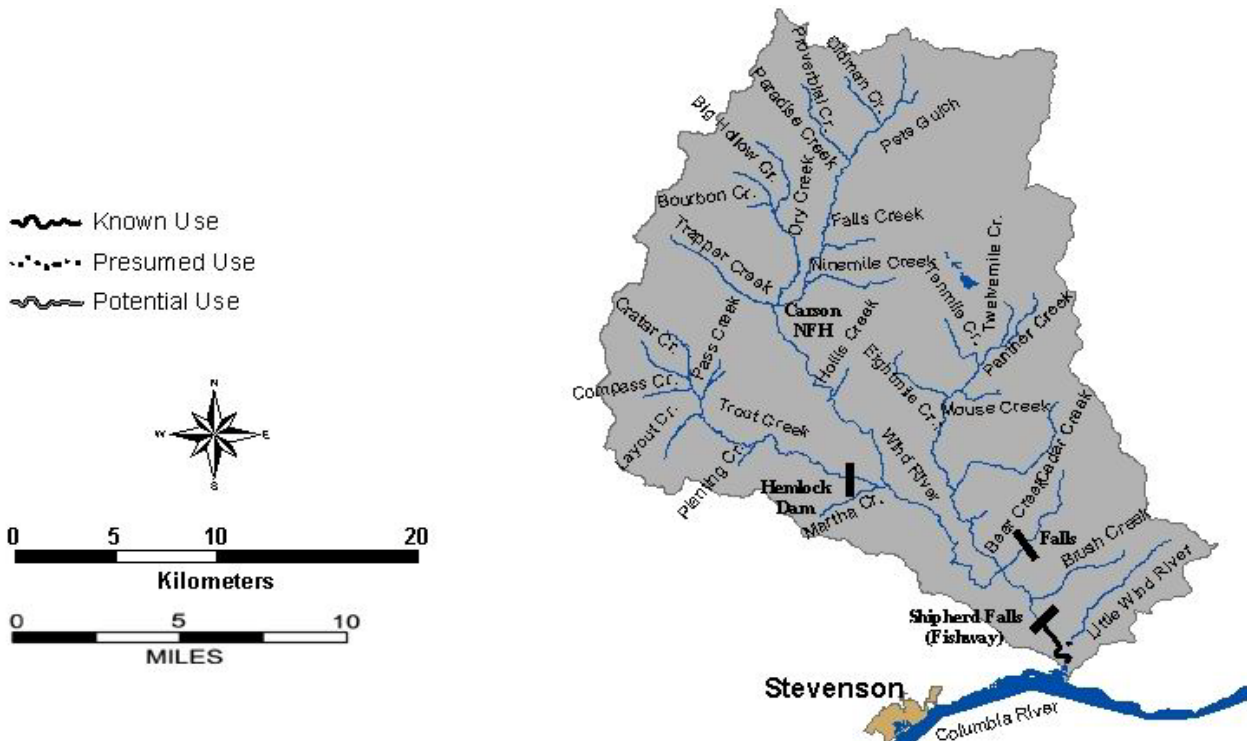 Known Use
Presumed Use
Potential Use
N
W
E
S
0 5 10 20
Kilometers
0 5 10
MILES
Oldman Cr.
Proverbial Cr.
Paradise Creek
Pete Gulch
Big Hollow Cr.
Dry Creek
Bourbon Cr.
Falls Creek
Trapper Creek
Ninemile Creek
Tenmile Cr.
Twelvemile Cr.
Carson
NFH
Hollis Creek
Panther Creek
Crater Cr.
Pass Creek
Eightmile Cr.
Compass Cr.
Mouse Creek
Layout Cr.
Trout Creek
Wind River
Cedar Creek
Planting Cr.
Hemlock
Dam
Martha Cr.
Bear Creek
Falls
Brush Creek
Little Wind River
Shipherd Falls
(Fishway)
Stevenson
Columbia River